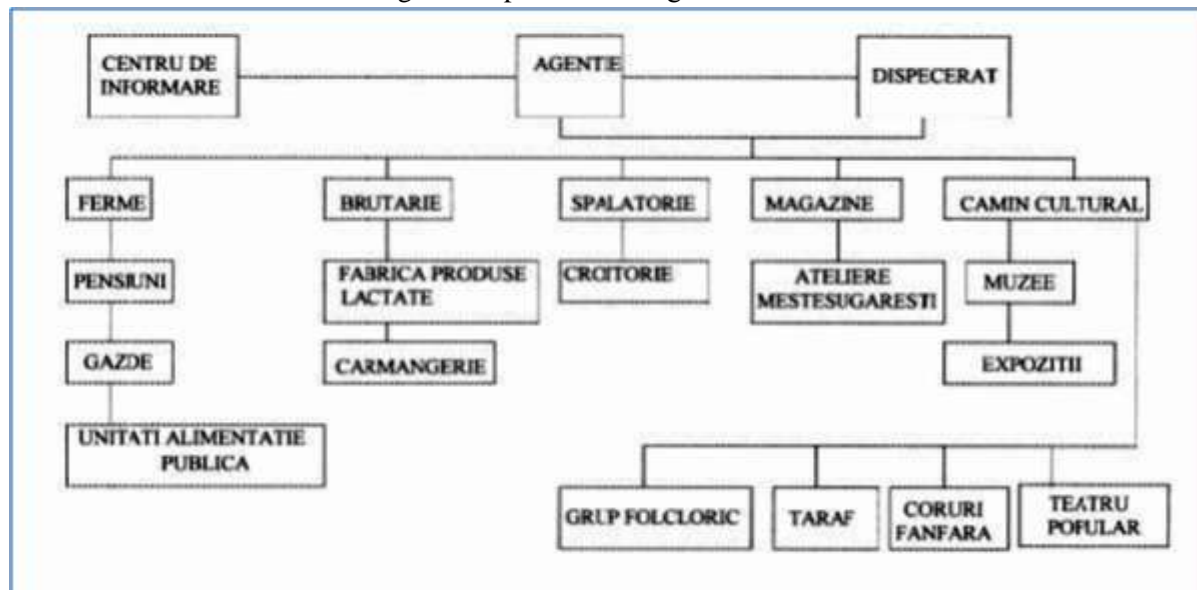 CENTRU DE
INFORMARE
AGENTIE
DISPECERAT
FERME
BRUTARIE
SPALATORIE
MAGAZINE
CAMIN CULTURAL
PENSIUNI
FABRICA PRODUSE
LACTATE
CROITORIE
ATELIERE
MESTESUGARESTI
MUZEE
GAZDE
CARMANGERIE
EXPOZITII
UNITATI ALIMENTATIE
PUBLICA
GRUP FOLCLORIC
TARAF
CORURI
FANFARA
TEATRU
POPULAR